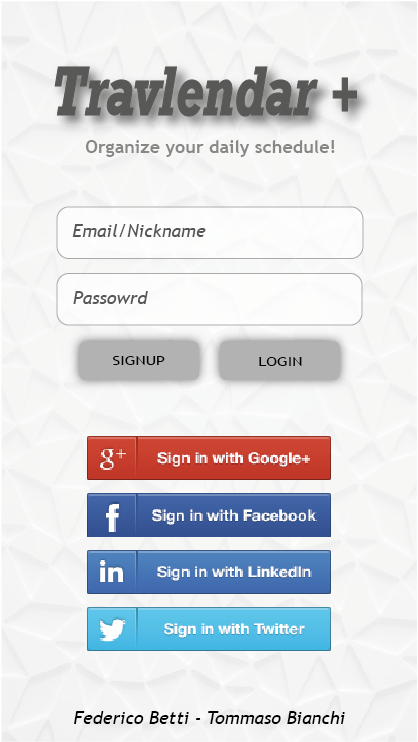 Travlendar +
Organize your daily schedule!
Email/Nickname
Passowrd
SIGNUP LOGIN
g+ Sign in with Google+
f Sign in with Facebook
in Sign in with LinkedIn
Sign in with Twitter
Federico Betti - Tommaso Bianchi